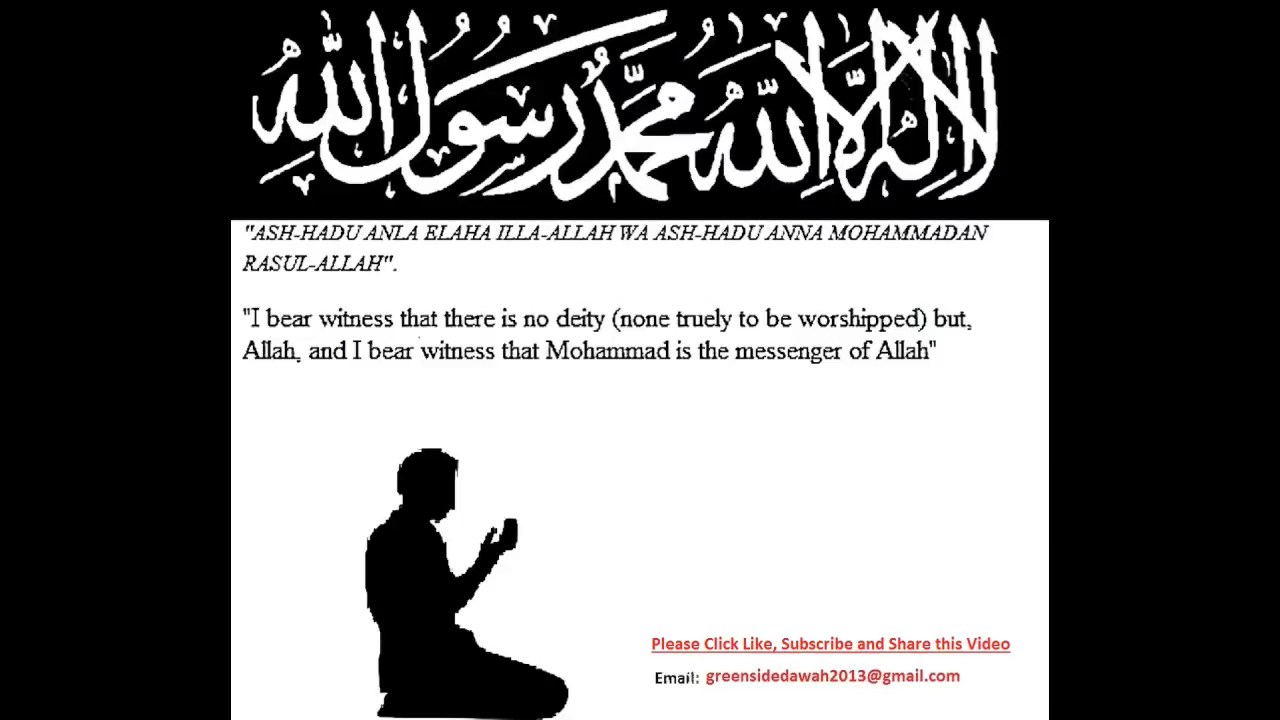 لا إله إلا الله محمد رسول الله
"ASH-HADU ANLA ELAHA ILLA-ALLAH WA ASH-HADU ANNA MOHAMMADAN
RASUL-ALLAH".
"I bear witness that there is no deity (none truely to be worshipped) but,
Allah, and I bear witness that Mohammad is the messenger of Allah"
Please Click Like, Subscribe and Share this Video
Email: greensidedawah2013@gmail.com